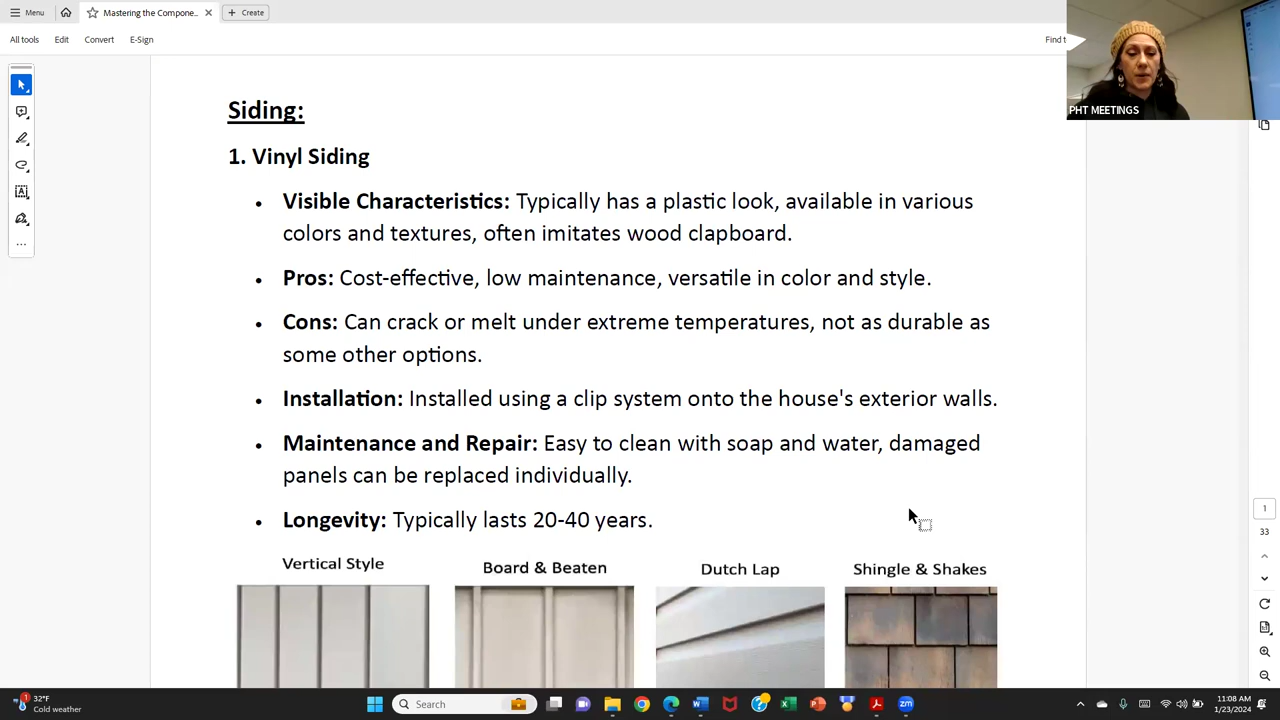 Menu
Mastering the Compone...
Create
All tools
Edit
Convert
E-Sign
Find t
PHT MEETINGS
Siding:
1. Vinyl Siding
• Visible Characteristics: Typically has a plastic look, available in various
colors and textures, often imitates wood clapboard.
• Pros: Cost-effective, low maintenance, versatile in color and style.
• Cons: Can crack or melt under extreme temperatures, not as durable as
some other options.
• Installation: Installed using a clip system onto the house's exterior walls.
• Maintenance and Repair: Easy to clean with soap and water, damaged
panels can be replaced individually.
• Longevity: Typically lasts 20-40 years.
Vertical Style
Board & Beaten
Dutch Lap
Shingle & Shakes
1
33
1
32°F
Cold weather
Search
11:08 AM
1/23/2024